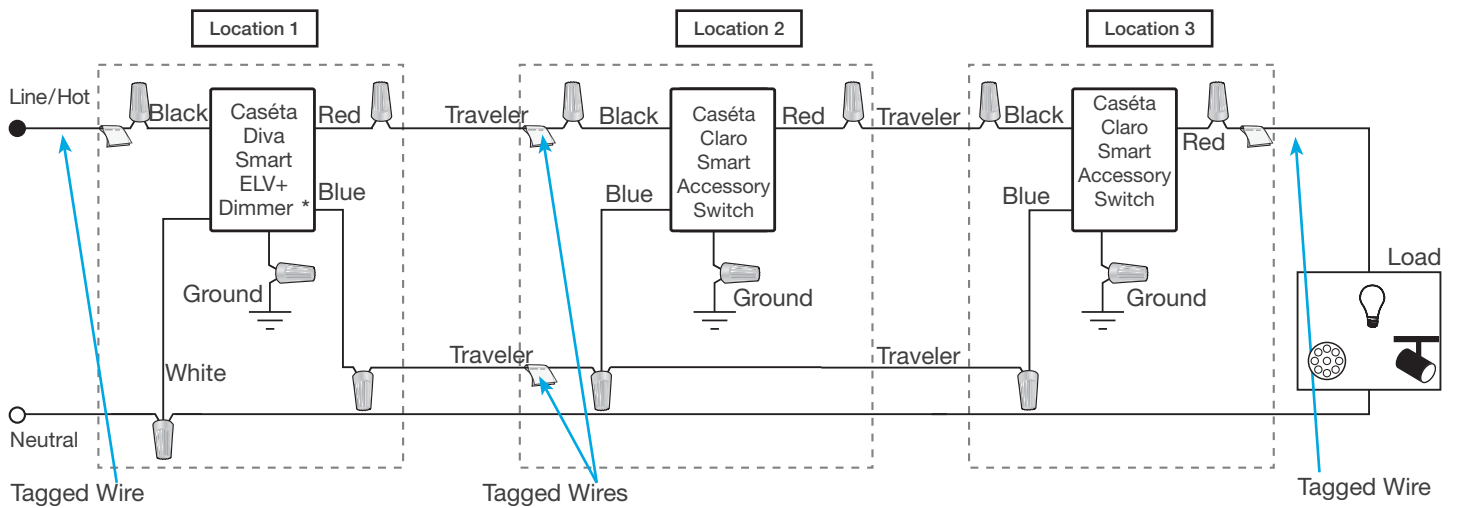 Location 1
Location 2
Location 3
Line/Hot
Black
Caséta
Diva
Smart
ELV+
Dimmer *
Red
Blue
White
Ground
Neutral
Traveler
Traveler
Black
Caséta
Claro
Smart
Accessory
Switch
Red
Blue
Ground
Traveler
Traveler
Black
Caséta
Claro
Smart
Accessory
Switch
Red
Blue
Ground
Load
Tagged Wire
Tagged Wires
Tagged Wire